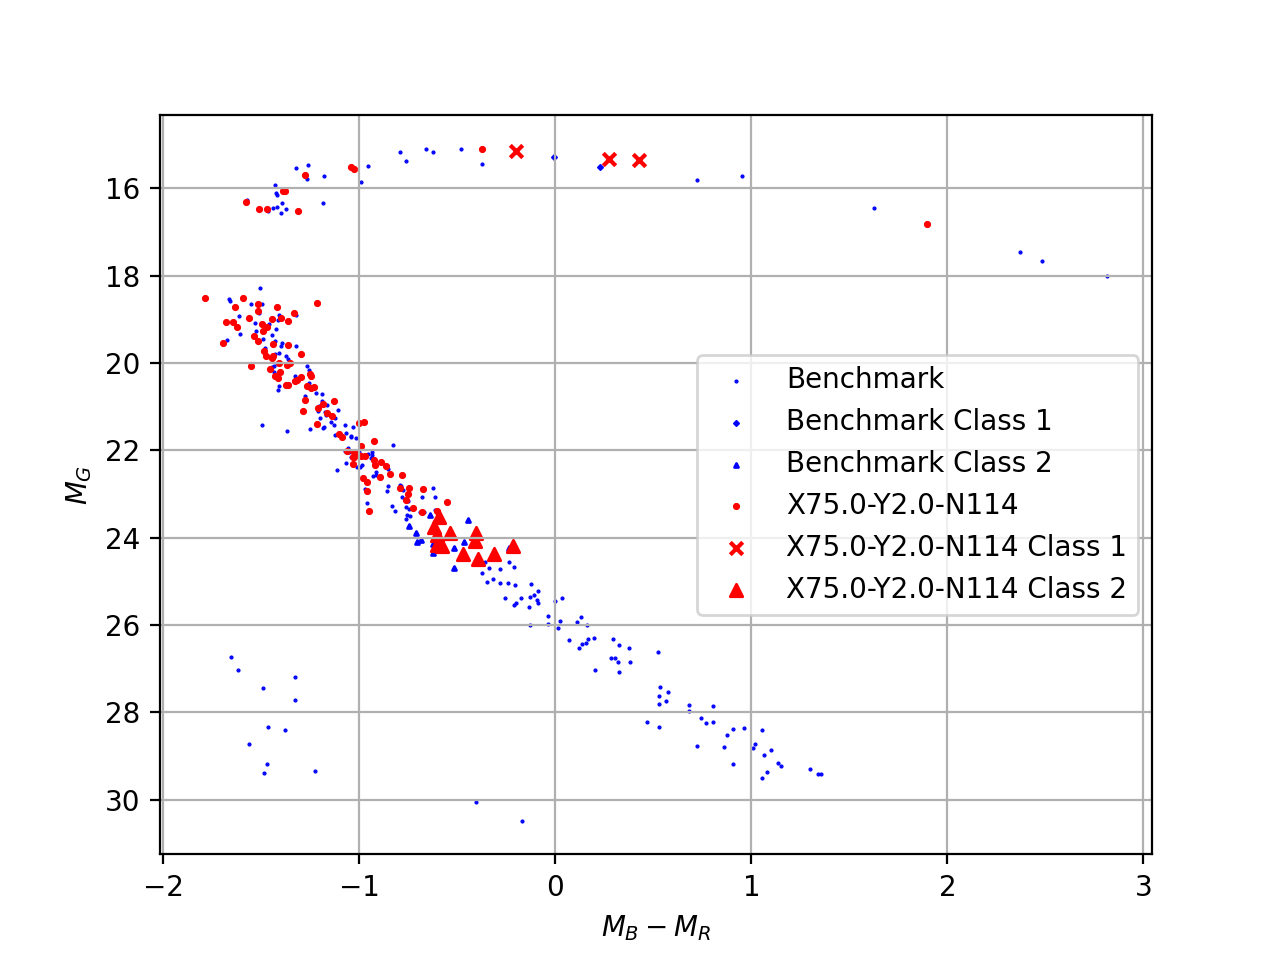 16
18
20
22
24
26
28
30
M_G
Benchmark
Benchmark Class 1
Benchmark Class 2
X75.0-Y2.0-N114
X75.0-Y2.0-N114 Class 1
X75.0-Y2.0-N114 Class 2
−2 −1 0 1 2 3
M_B − M_R